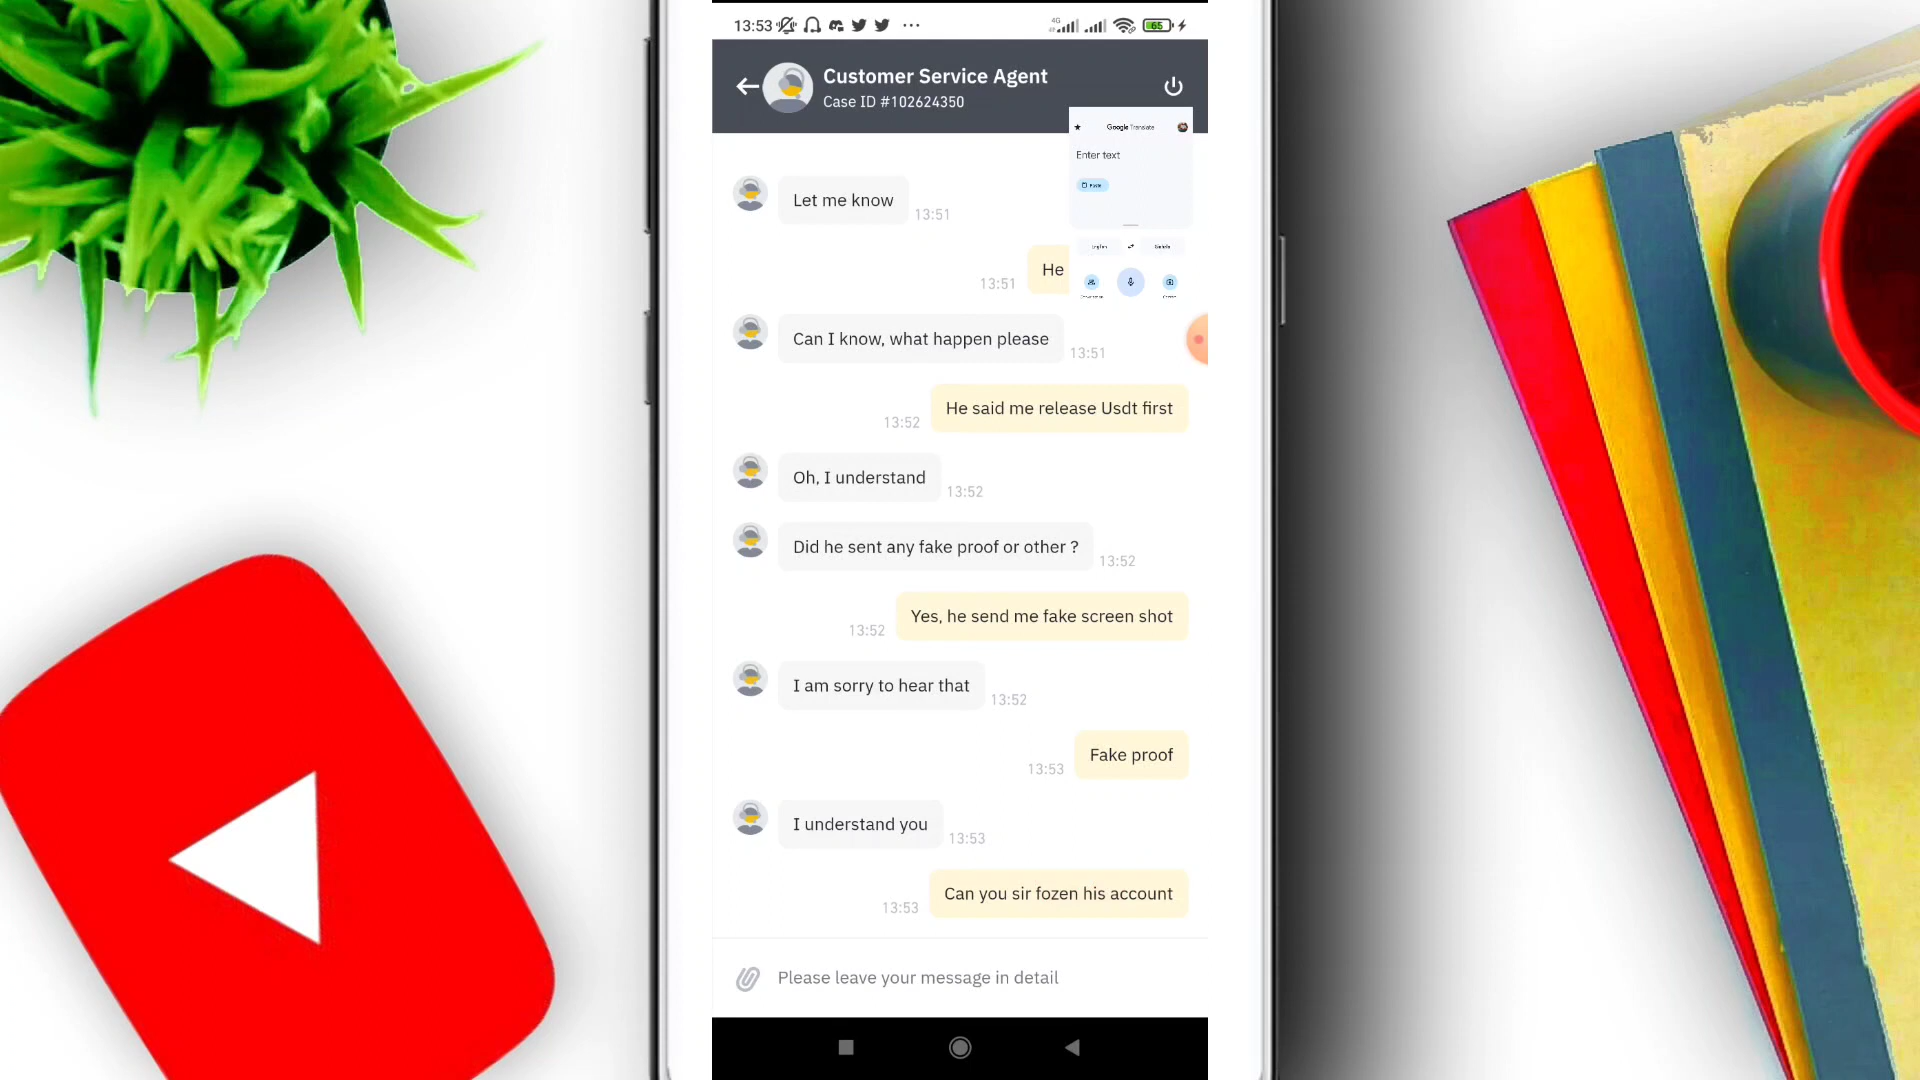 13:53
4G
65
Customer Service Agent
Case ID #102624350
Google Translate
Enter text
Paste
English
Let me know
13:51
He
13:51
Can I know, what happen please
13:51
He said me release Usdt first
13:52
Oh, I understand
13:52
Did he sent any fake proof or other ?
13:52
Yes, he send me fake screen shot
13:52
I am sorry to hear that
13:52
Fake proof
13:53
I understand you
13:53
Can you sir fozen his account
13:53
Please leave your message in detail